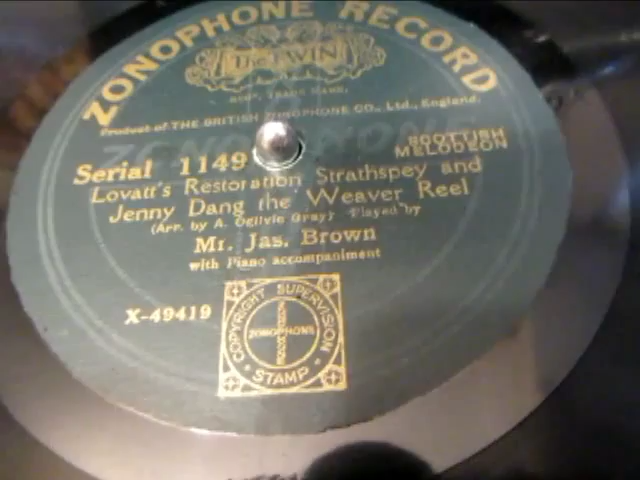 ZONOPHONE RECORD
THE TWIN
REGD. TRADE MARK.
Product of THE BRITISH ZONOPHONE CO., Ltd., England.
Serial 1149
SCOTTISH
MELODEON
Lovatt's Restoration Strathspey and
Jenny Dang the Weaver Reel
(Arr. by A. Ogilvie Gray) Played by
Mr. Jas. Brown
with Piano accompaniment
X-49419
COPYRIGHT SUPERVISION
ZONOPHONE
STAMP